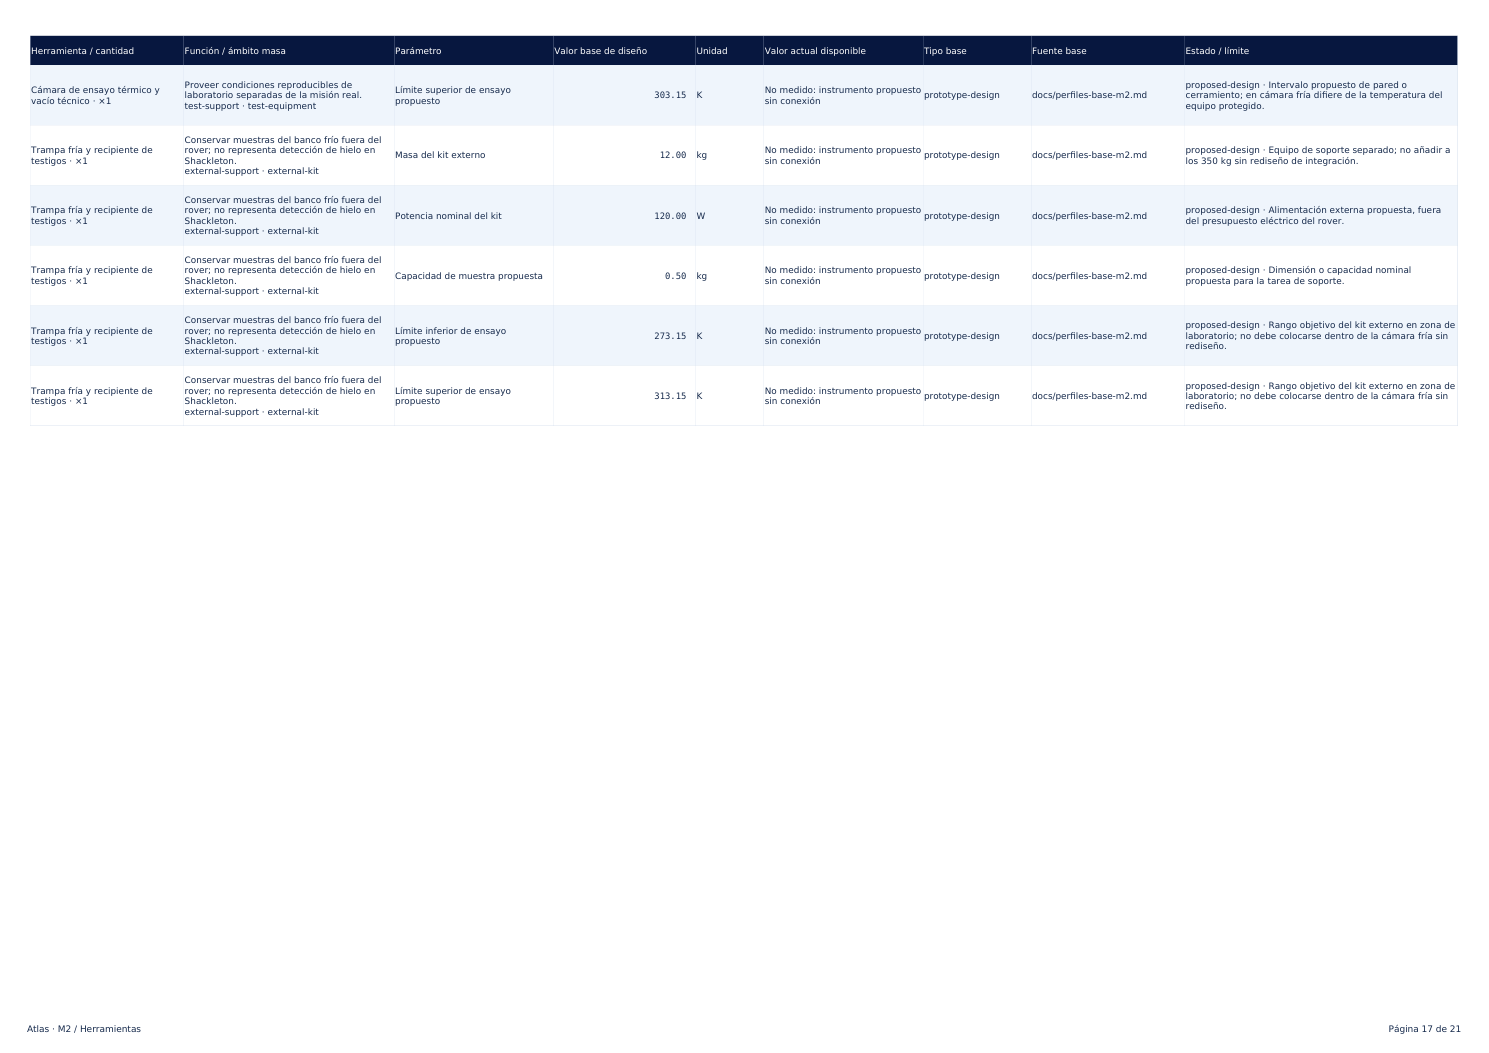 Herramienta / cantidad Función / ámbito masa Parámetro Valor base de diseño Unidad Valor actual disponible Tipo base Fuente base Estado / límite
Cámara de ensayo térmico y
vacío técnico · ×1
Proveer condiciones reproducibles de
laboratorio separadas de la misión real.
test-support · test-equipment
Límite superior de ensayo
propuesto
303.15
K
No medido: instrumento propuesto
sin conexión
prototype-design
docs/perfiles-base-m2.md
proposed-design · Intervalo propuesto de pared o
cerramiento; en cámara fría difiere de la temperatura del
equipo protegido.
Trampa fría y recipiente de
testigos · ×1
Conservar muestras del banco frío fuera del
rover; no representa detección de hielo en
Shackleton.
external-support · external-kit
Masa del kit externo
12.00
kg
No medido: instrumento propuesto
sin conexión
prototype-design
docs/perfiles-base-m2.md
proposed-design · Equipo de soporte separado; no añadir a
los 350 kg sin rediseño de integración.
Trampa fría y recipiente de
testigos · ×1
Conservar muestras del banco frío fuera del
rover; no representa detección de hielo en
Shackleton.
external-support · external-kit
Potencia nominal del kit
120.00
W
No medido: instrumento propuesto
sin conexión
prototype-design
docs/perfiles-base-m2.md
proposed-design · Alimentación externa propuesta, fuera
del presupuesto eléctrico del rover.
Trampa fría y recipiente de
testigos · ×1
Conservar muestras del banco frío fuera del
rover; no representa detección de hielo en
Shackleton.
external-support · external-kit
Capacidad de muestra propuesta
0.50
kg
No medido: instrumento propuesto
sin conexión
prototype-design
docs/perfiles-base-m2.md
proposed-design · Dimensión o capacidad nominal
propuesta para la tarea de soporte.
Trampa fría y recipiente de
testigos · ×1
Conservar muestras del banco frío fuera del
rover; no representa detección de hielo en
Shackleton.
external-support · external-kit
Límite inferior de ensayo
propuesto
273.15
K
No medido: instrumento propuesto
sin conexión
prototype-design
docs/perfiles-base-m2.md
proposed-design · Rango objetivo del kit externo en zona de
laboratorio; no debe colocarse dentro de la cámara fría sin
rediseño.
Trampa fría y recipiente de
testigos · ×1
Conservar muestras del banco frío fuera del
rover; no representa detección de hielo en
Shackleton.
external-support · external-kit
Límite superior de ensayo
propuesto
313.15
K
No medido: instrumento propuesto
sin conexión
prototype-design
docs/perfiles-base-m2.md
proposed-design · Rango objetivo del kit externo en zona de
laboratorio; no debe colocarse dentro de la cámara fría sin
rediseño.
Atlas · M2 / Herramientas
Página 17 de 21